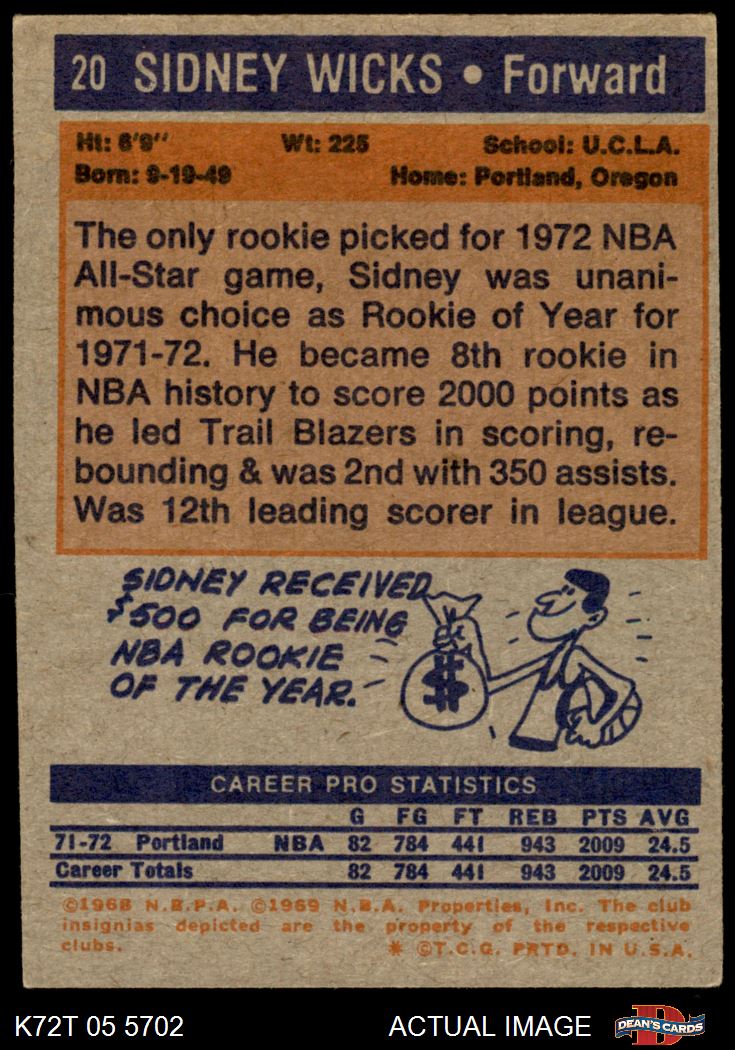 20 SIDNEY WICKS • Forward
Ht: 6'9" Wt: 225 School: U.C.L.A.
Born: 9-19-49 Home: Portland, Oregon
The only rookie picked for 1972 NBA
All-Star game, Sidney was unani-
mous choice as Rookie of Year for
1971-72. He became 8th rookie in
NBA history to score 2000 points as
he led Trail Blazers in scoring, re-
bounding & was 2nd with 350 assists.
Was 12th leading scorer in league.
SIDNEY RECEIVED
$500 FOR BEING
NBA ROOKIE
OF THE YEAR.
$
CAREER PRO STATISTICS
G FG FT REB PTS AVG
71-72 Portland NBA 82 784 441 943 2009 24.5
Career Totals 82 784 441 943 2009 24.5
©1968 N.B.P.A. ©1969 N.B.A. Properties, Inc. The club
insignias depicted are the property of the respective
clubs. * ©T.C.G. PRTD. IN U.S.A.
K72T 05 5702 ACTUAL IMAGE D DEAN'S CARDS